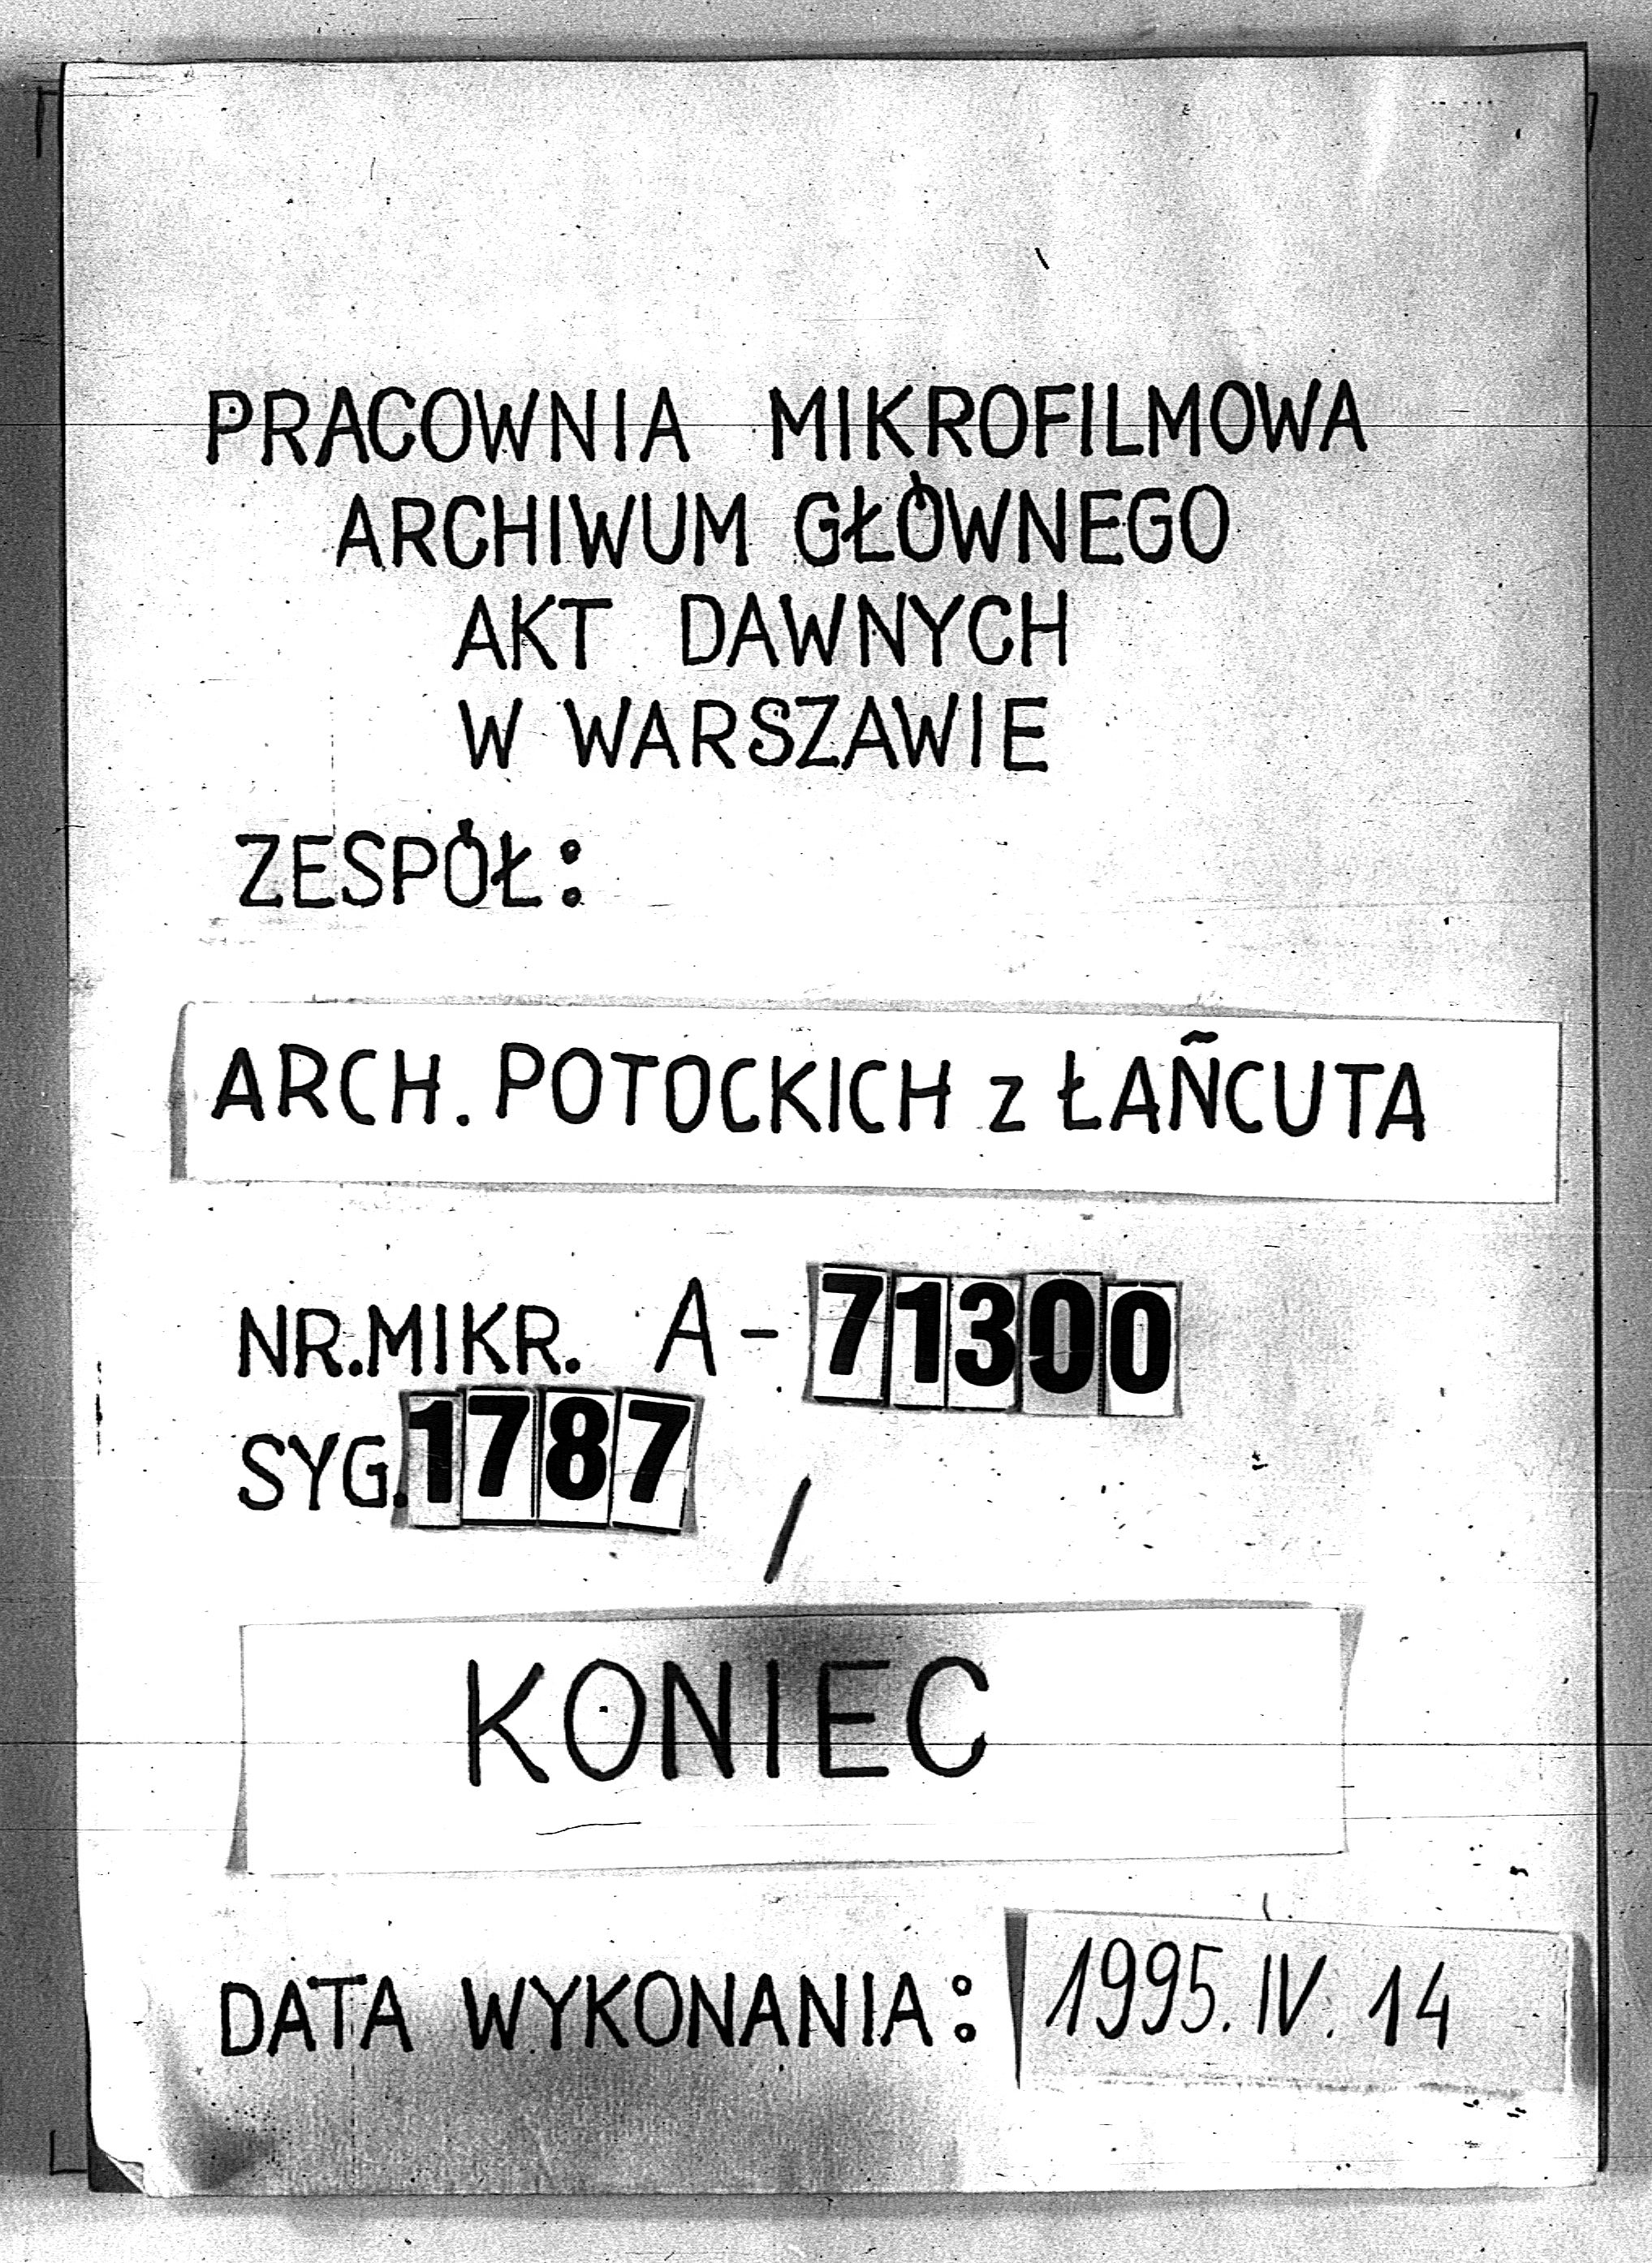 PRACOWNIA MIKROFILMOWA
ARCHIWUM GŁÓWNEGO
AKT DAWNYCH
W WARSZAWIE
ZESPÓŁ:
ARCH. POTOCKICH z ŁAÑCUTA
NR.MIKR. A-71300
SYG.1787 /
KONIEC
DATA WYKONANIA: 1995.IV.14